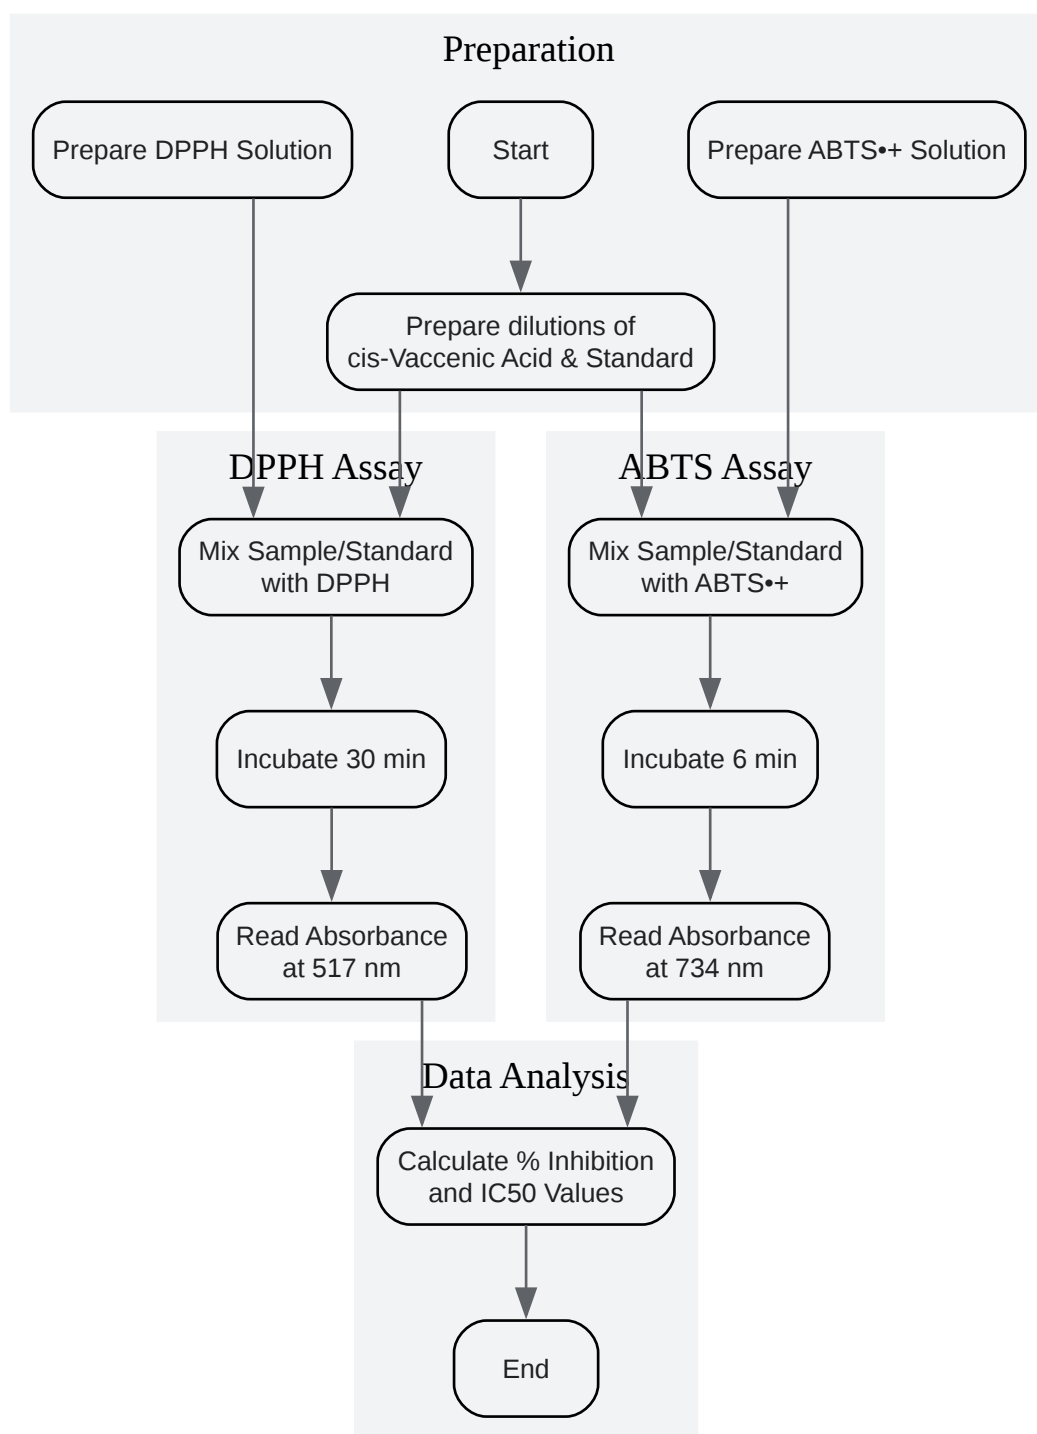 Preparation
Prepare DPPH Solution
Start
Prepare ABTS•+ Solution
Prepare dilutions of
cis-Vaccenic Acid & Standard
DPPH Assay
ABTS Assay
Mix Sample/Standard
with DPPH
Mix Sample/Standard
with ABTS•+
Incubate 30 min
Incubate 6 min
Read Absorbance
at 517 nm
Read Absorbance
at 734 nm
Data Analysis
Calculate % Inhibition
and IC50 Values
End